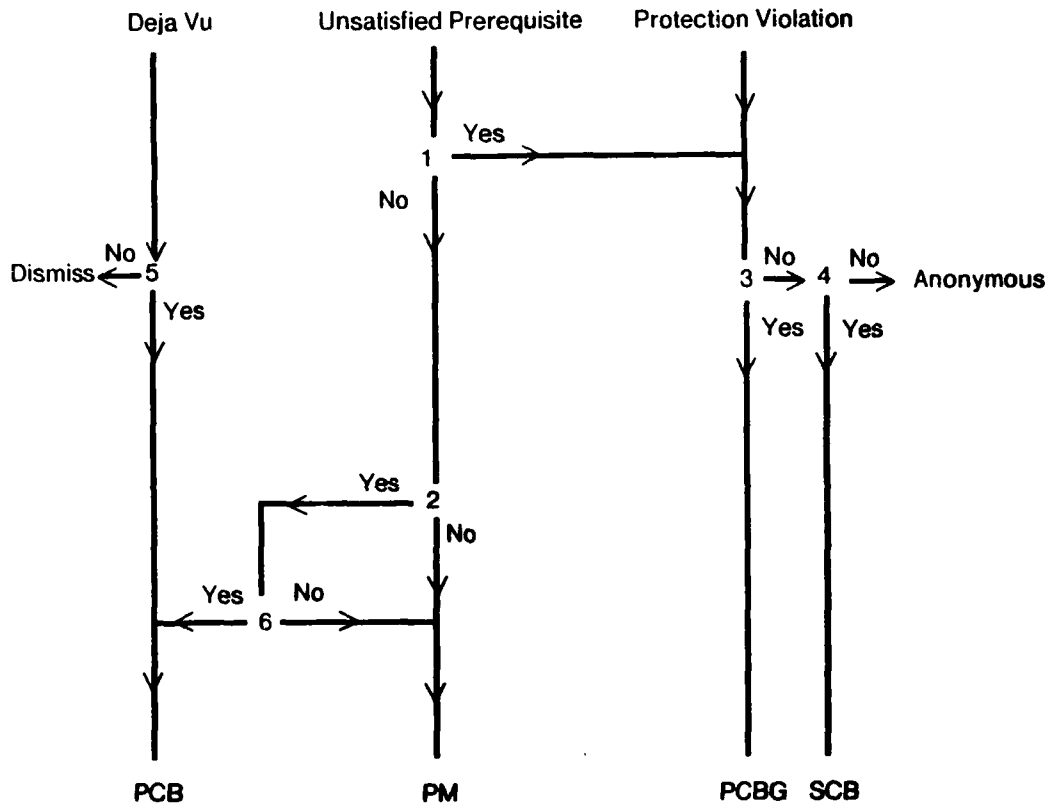 Deja Vu
Unsatisfied Prerequisite
Protection Violation
Yes
1
No
No
Dismiss
5
Yes
No
3
4
No
Anonymous
Yes
Yes
Yes
2
No
Yes
6
No
PCB
PM
PCBG
SCB